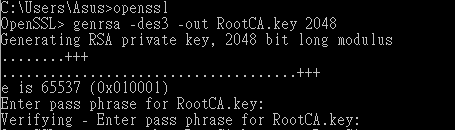 C:\Users\Asus>openssl
OpenSSL> genrsa -des3 -out RootCA.key 2048
Generating RSA private key, 2048 bit long modulus
........+++
...................................+++
e is 65537 (0x010001)
Enter pass phrase for RootCA.key:
Verifying - Enter pass phrase for RootCA.key: